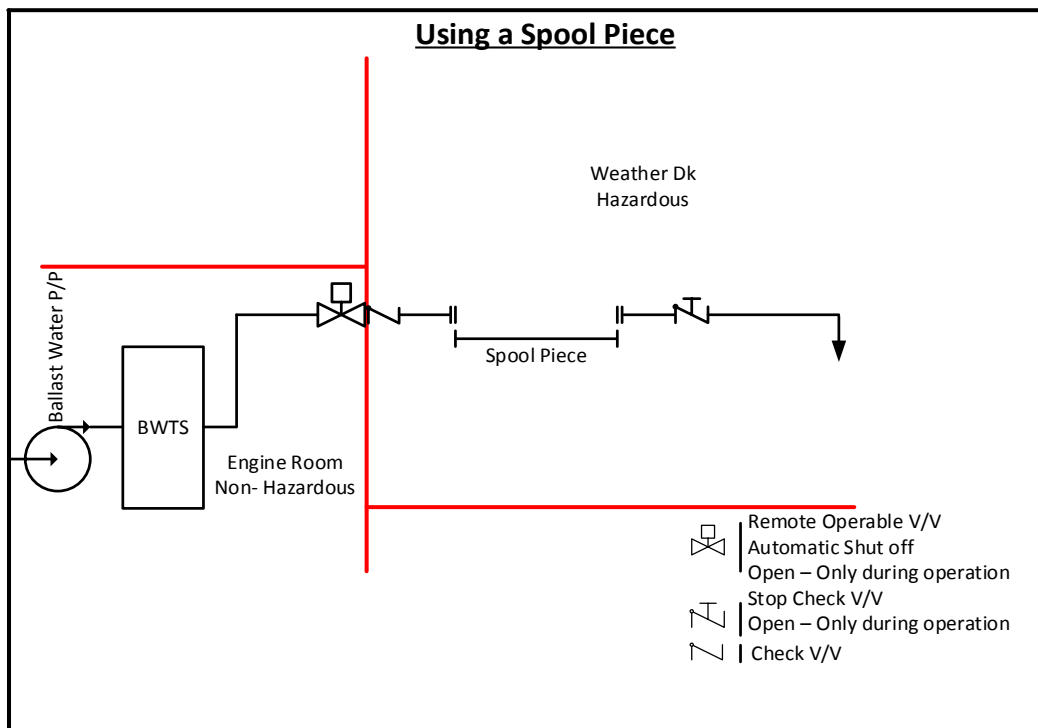 Using a Spool Piece
Weather Dk
Hazardous
Ballast Water P/P
Spool Piece
BWTS
Engine Room
Non- Hazardous
Remote Operable V/V
Automatic Shut off
Open – Only during operation
Stop Check V/V
Open – Only during operation
Check V/V